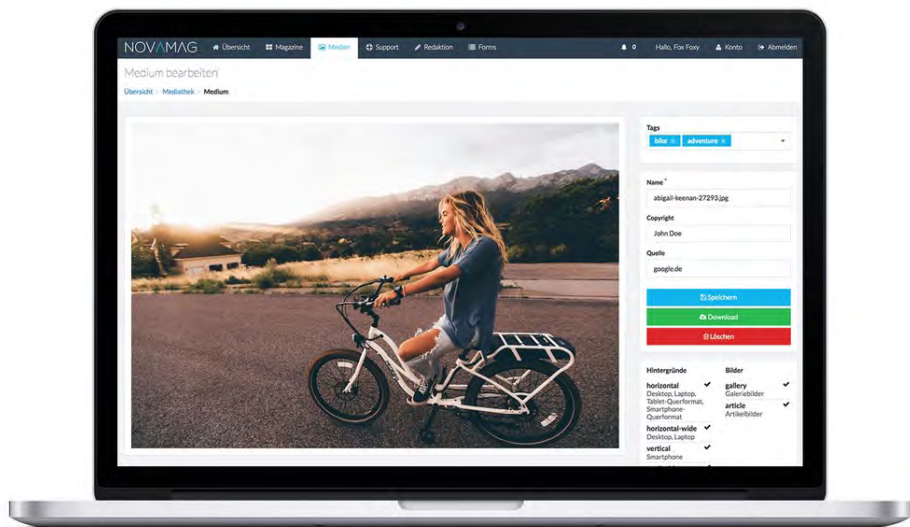 NOVAMAG
Übersicht
Magazine
Medien
Support
Redaktion
Forms
0
Hallo, Fox Foxy
Konto
Abmelden
Medium bearbeiten
Übersicht
Mediathek
Medium
Tags
bike ×
adventure ×
Name *
abigail-keenan-27293.jpg
Copyright
John Doe
Quelle
google.de
Speichern
Download
Löschen
Hintergründe
horizontal
Desktop, Laptop,
Tablet-Querformat,
Smartphone-
Querformat
horizontal-wide
Desktop, Laptop
vertical
Smartphone
Bilder
gallery
Galeriebilder
article
Artikelbilder